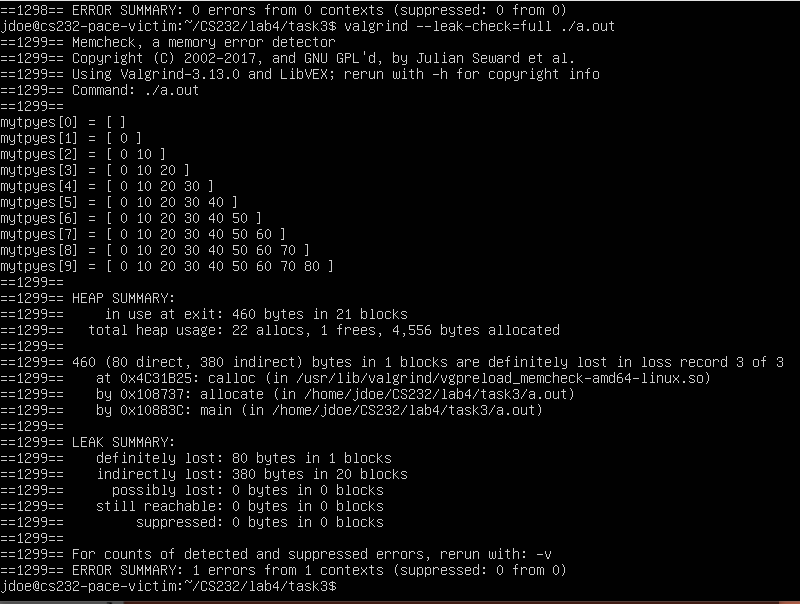 ==1298== ERROR SUMMARY: 0 errors from 0 contexts (suppressed: 0 from 0)
jdoe@cs232-pace-victim:~/CS232/lab4/task3$ valgrind --leak-check=full ./a.out
==1299== Memcheck, a memory error detector
==1299== Copyright (C) 2002-2017, and GNU GPL'd, by Julian Seward et al.
==1299== Using Valgrind-3.13.0 and LibVEX; rerun with -h for copyright info
==1299== Command: ./a.out
==1299==
mytpyes[0] = [ ]
mytpyes[1] = [ 0 ]
mytpyes[2] = [ 0 10 ]
mytpyes[3] = [ 0 10 20 ]
mytpyes[4] = [ 0 10 20 30 ]
mytpyes[5] = [ 0 10 20 30 40 ]
mytpyes[6] = [ 0 10 20 30 40 50 ]
mytpyes[7] = [ 0 10 20 30 40 50 60 ]
mytpyes[8] = [ 0 10 20 30 40 50 60 70 ]
mytpyes[9] = [ 0 10 20 30 40 50 60 70 80 ]
==1299==
==1299== HEAP SUMMARY:
==1299==     in use at exit: 460 bytes in 21 blocks
==1299==   total heap usage: 22 allocs, 1 frees, 4,556 bytes allocated
==1299==
==1299== 460 (80 direct, 380 indirect) bytes in 1 blocks are definitely lost in loss record 3 of 3
==1299==    at 0x4C31B25: calloc (in /usr/lib/valgrind/vgpreload_memcheck-amd64-linux.so)
==1299==    by 0x108737: allocate (in /home/jdoe/CS232/lab4/task3/a.out)
==1299==    by 0x10883C: main (in /home/jdoe/CS232/lab4/task3/a.out)
==1299==
==1299== LEAK SUMMARY:
==1299==    definitely lost: 80 bytes in 1 blocks
==1299==    indirectly lost: 380 bytes in 20 blocks
==1299==      possibly lost: 0 bytes in 0 blocks
==1299==    still reachable: 0 bytes in 0 blocks
==1299==         suppressed: 0 bytes in 0 blocks
==1299==
==1299== For counts of detected and suppressed errors, rerun with: -v
==1299== ERROR SUMMARY: 1 errors from 1 contexts (suppressed: 0 from 0)
jdoe@cs232-pace-victim:~/CS232/lab4/task3$